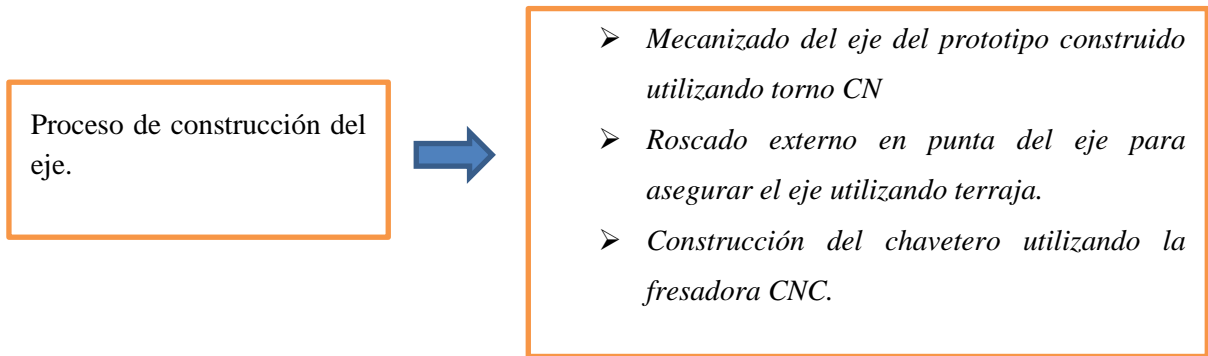 Proceso de construcción del
eje.
➢ Mecanizado del eje del prototipo construido
utilizando torno CN
➢ Roscado externo en punta del eje para
asegurar el eje utilizando terraja.
➢ Construcción del chavetero utilizando la
fresadora CNC.